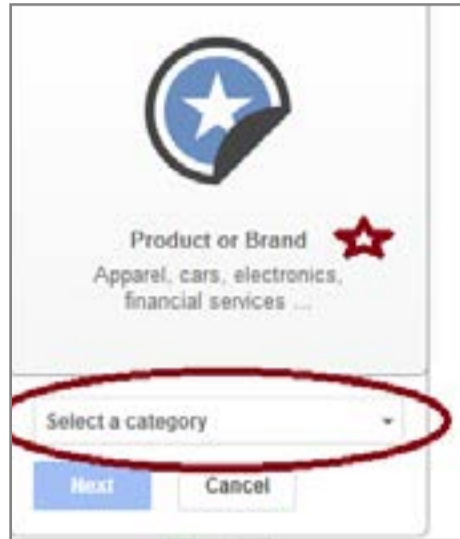 Product or Brand
Apparel, cars, electronics,
financial services ...
Select a category
Next Cancel